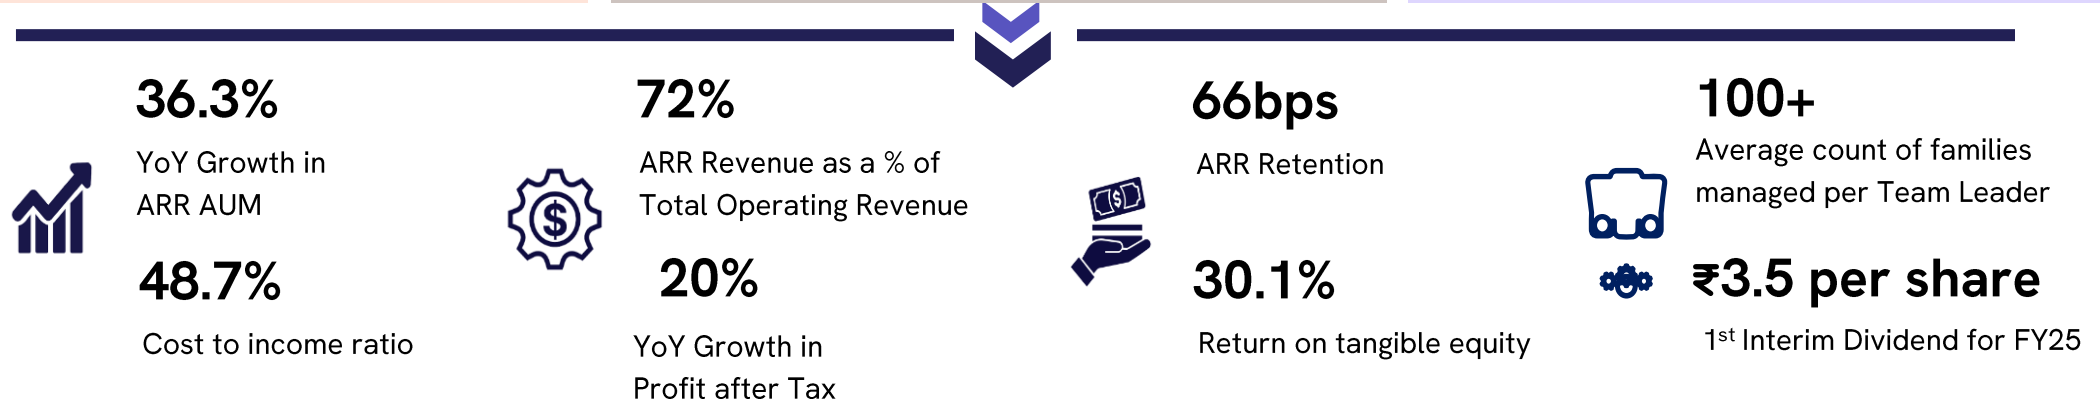 36.3%
YoY Growth in
ARR AUM
48.7%
Cost to income ratio
72%
ARR Revenue as a % of
Total Operating Revenue
20%
YoY Growth in
Profit after Tax
66bps
ARR Retention
30.1%
Return on tangible equity
100+
Average count of families
managed per Team Leader
₹3.5 per share
1st Interim Dividend for FY25